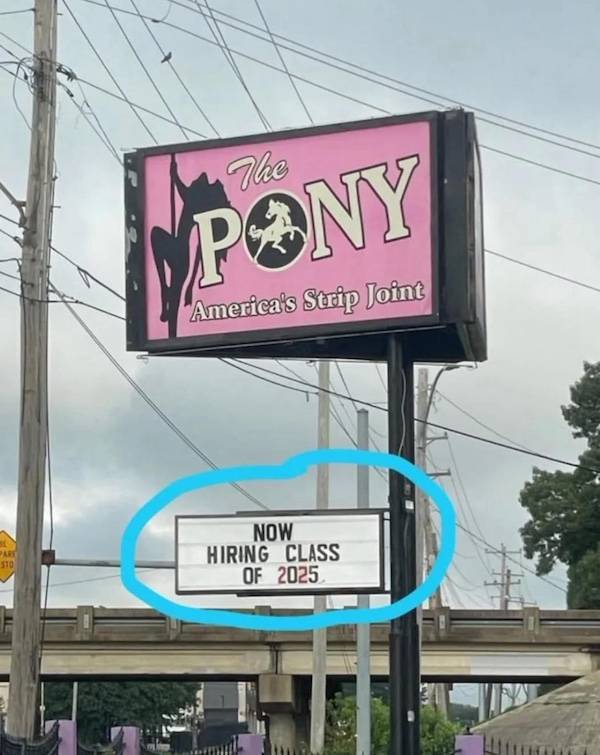 The
PONY
America's Strip Joint
NOW
HIRING CLASS
OF 2025